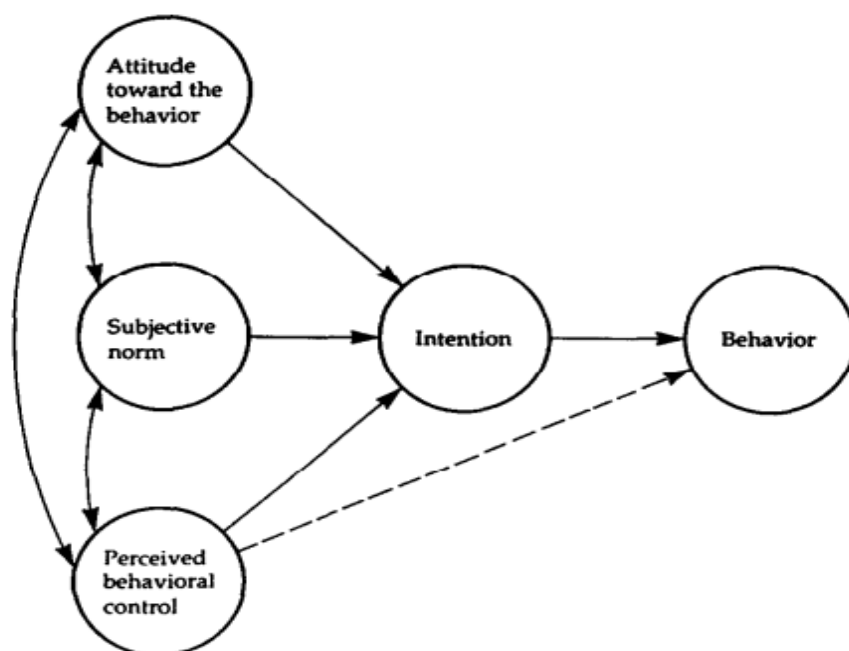 Attitude
toward the
behavior
Subjective
norm
Intention
Behavior
Perceived
behavioral
control